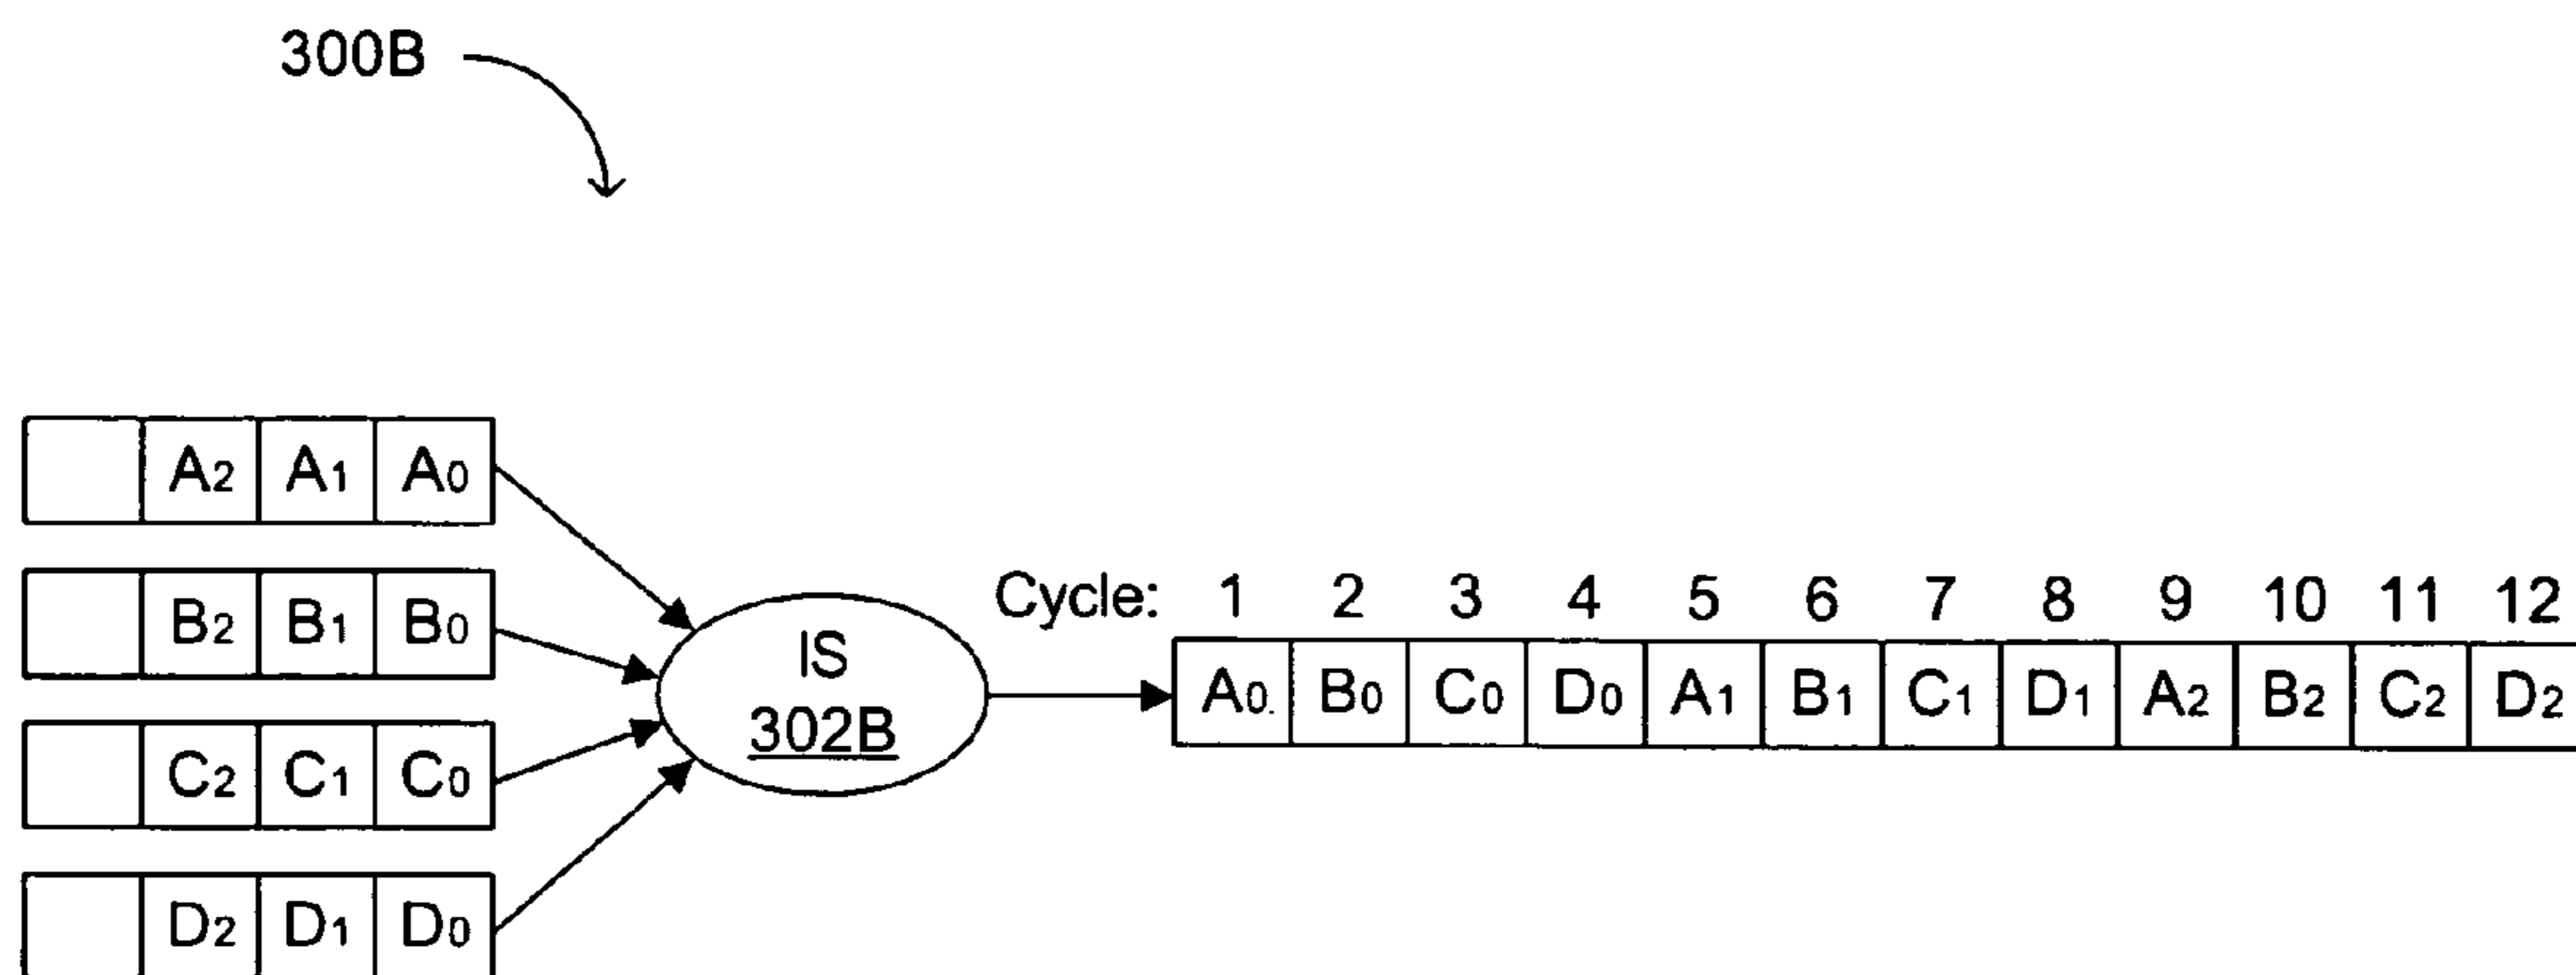 300B
A2 A1 A0
B2 B1 B0
C2 C1 C0
D2 D1 D0
IS
302B
Cycle: 1 2 3 4 5 6 7 8 9 10 11 12
A0 B0 C0 D0 A1 B1 C1 D1 A2 B2 C2 D2